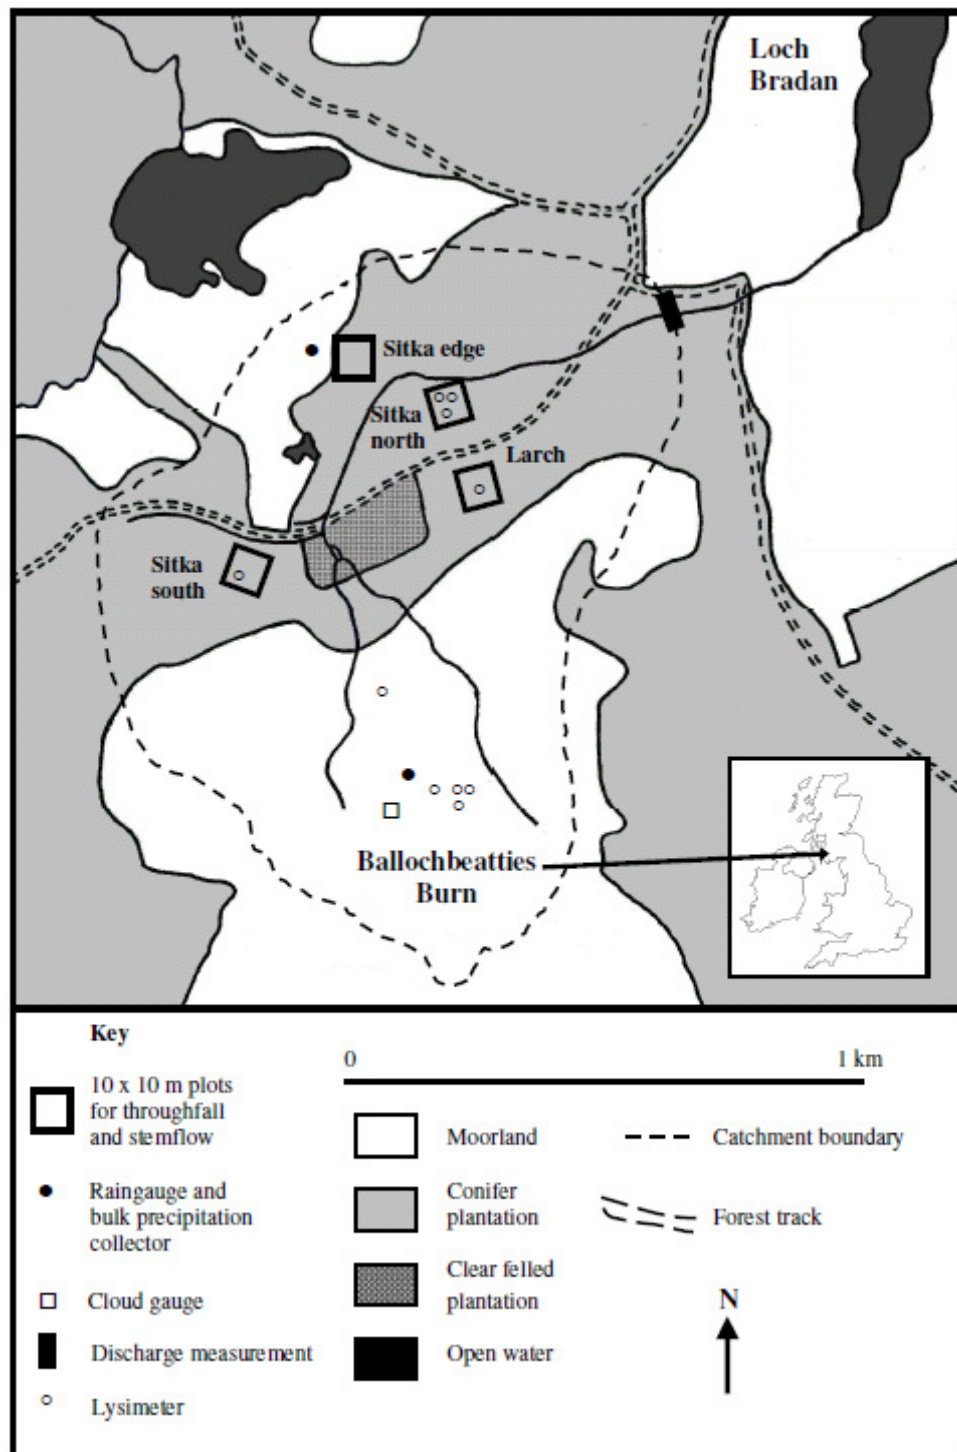 Loch
Bradan
Sitka edge
Sitka
north
Larch
Sitka
south
Ballochbeatties
Burn
Key
0 1 km
10 x 10 m plots
for throughfall
and stemflow
Moorland
Catchment boundary
Raingauge and
bulk precipitation
collector
Conifer
plantation
Forest track
Clear felled
plantation
Cloud gauge
N
Discharge measurement
Open water
Lysimeter